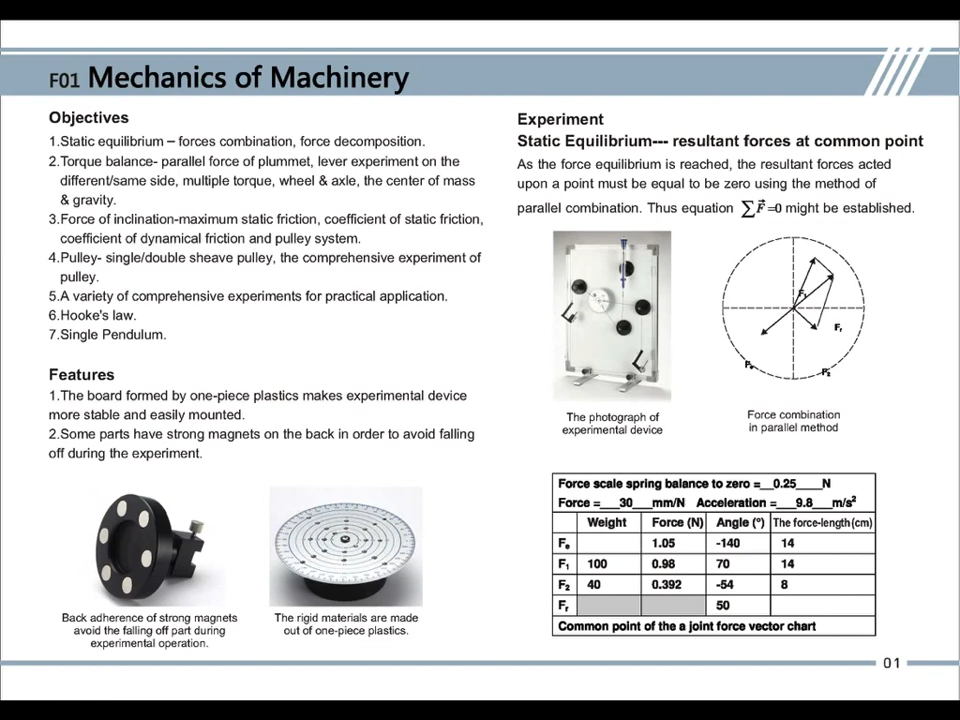 F01 Mechanics of Machinery
Objectives
1.Static equilibrium – forces combination, force decomposition.
2.Torque balance- parallel force of plummet, lever experiment on the
different/same side, multiple torque, wheel & axle, the center of mass
& gravity.
3.Force of inclination-maximum static friction, coefficient of static friction,
coefficient of dynamical friction and pulley system.
4.Pulley- single/double sheave pulley, the comprehensive experiment of
pulley.
5.A variety of comprehensive experiments for practical application.
6.Hooke's law.
7.Single Pendulum.
Features
1.The board formed by one-piece plastics makes experimental device
more stable and easily mounted.
2.Some parts have strong magnets on the back in order to avoid falling
off during the experiment.
Back adherence of strong magnets
avoid the falling off part during
experimental operation.
The rigid materials are made
out of one-piece plastics.
Experiment
Static Equilibrium--- resultant forces at common point
As the force equilibrium is reached, the resultant forces acted
upon a point must be equal to be zero using the method of
parallel combination. Thus equation ∑F⃗=0 might be established.
F₁
Fᵣ
Fₑ
F₂
The photograph of
experimental device
Force combination
in parallel method
Force scale spring balance to zero =__0.25____N
Force =___30___mm/N Acceleration =___9.8___m/s²
Weight Force (N) Angle (°) The force-length (cm)
Fₑ 1.05 -140 14
F₁ 100 0.98 70 14
F₂ 40 0.392 -54 8
Fᵣ 50
Common point of the a joint force vector chart
01